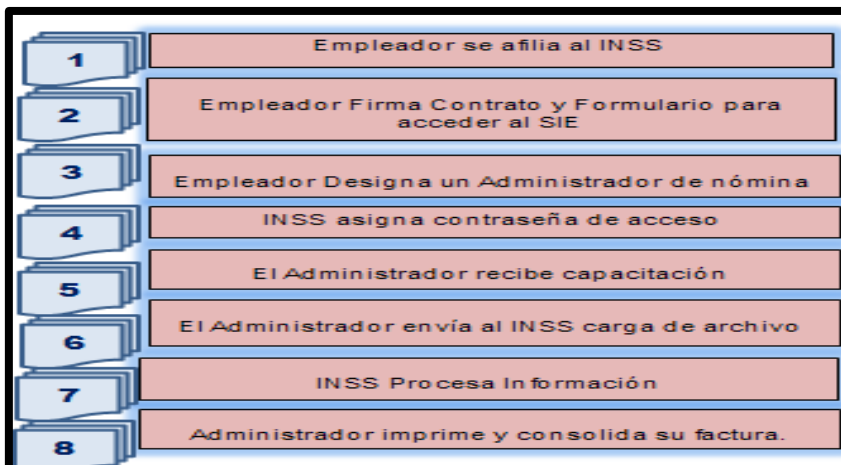 1
Empleador se afilia al INSS
2
Empleador Firma Contrato y Formulario para
acceder al SIE
3
Empleador Designa un Administrador de nómina
4
INSS asigna contraseña de acceso
5
El Administrador recibe capacitación
6
El Administrador envía al INSS carga de archivo
7
INSS Procesa Información
8
Administrador imprime y consolida su factura.